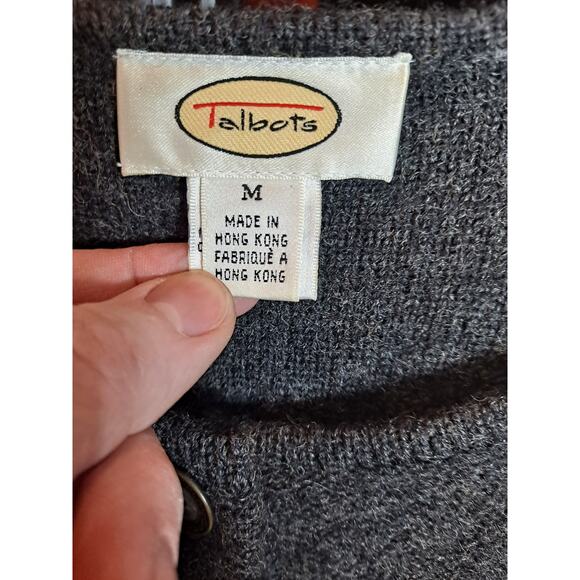 Talbots
M
MADE IN
HONG KONG
FABRIQUÈ A
HONG KONG